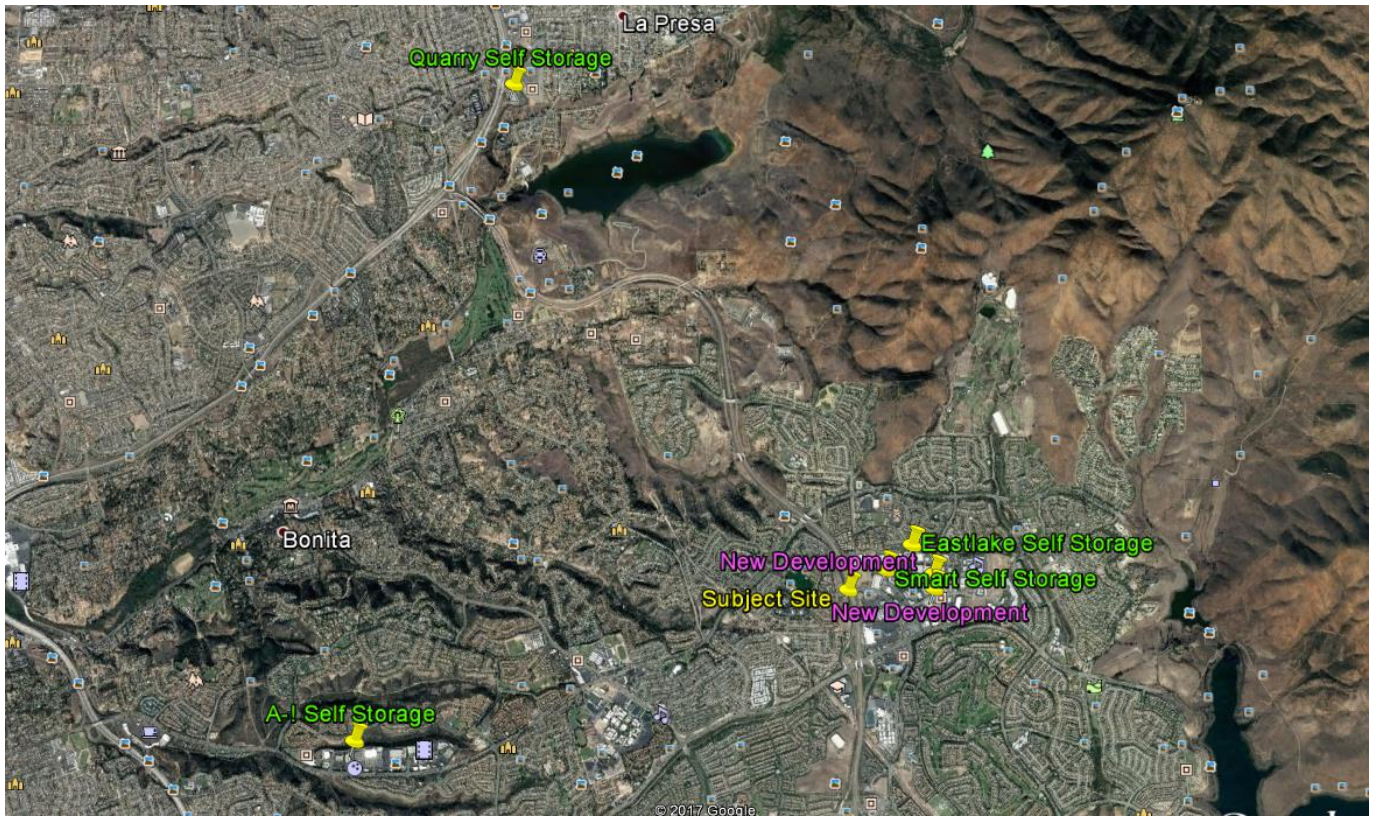 La Presa
Quarry Self Storage
Bonita
Eastlake Self Storage
New Development
Smart Self Storage
Subject Site
New Development
A-! Self Storage
© 2017 Google